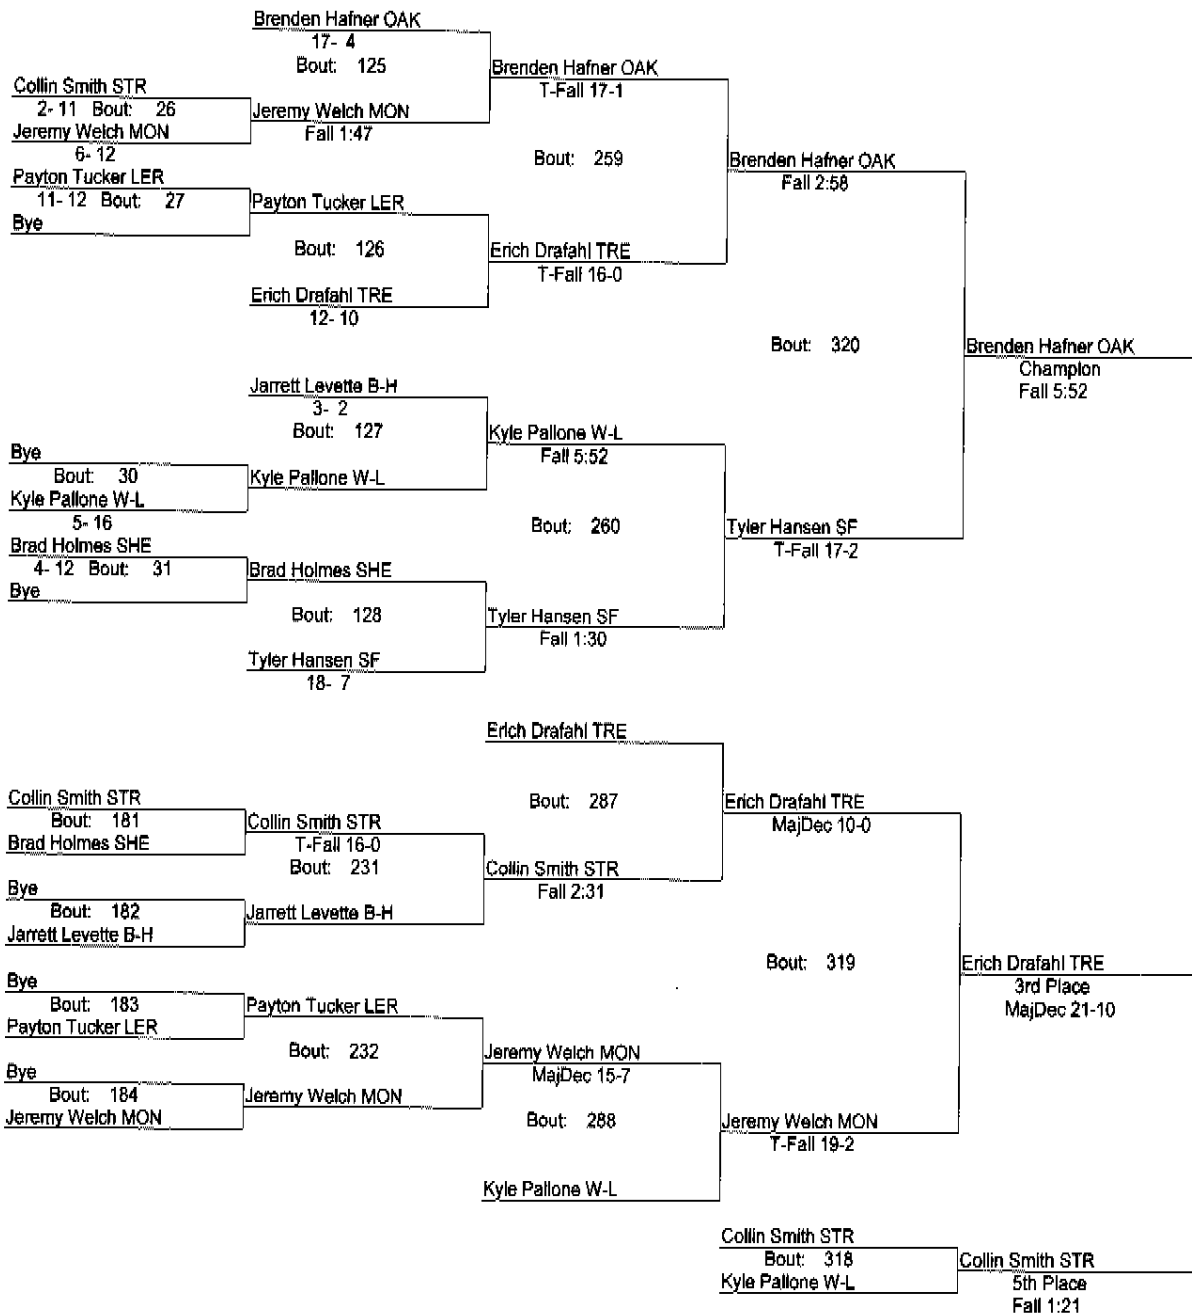 Brenden Hafner OAK
17- 4
Bout: 125
Brenden Hafner OAK
T-Fall 17-1
Collin Smith STR
2- 11 Bout: 26
Jeremy Welch MON
Fall 1:47
Jeremy Welch MON
6- 12
Bout: 259
Brenden Hafner OAK
Fall 2:58
Payton Tucker LER
11- 12 Bout: 27
Payton Tucker LER
Bye
Bout: 126
Erich Drafahl TRE
T-Fall 16-0
Erich Drafahl TRE
12- 10
Bout: 320
Brenden Hafner OAK
Champion
Fall 5:52
Jarrett Levette B-H
3- 2
Bout: 127
Kyle Pallone W-L
Fall 5:52
Bye
Bout: 30
Kyle Pallone W-L
Kyle Pallone W-L
5- 16
Bout: 260
Tyler Hansen SF
T-Fall 17-2
Brad Holmes SHE
4- 12 Bout: 31
Brad Holmes SHE
Bye
Bout: 128
Tyler Hansen SF
Fall 1:30
Tyler Hansen SF
18- 7
Erich Drafahl TRE
Bout: 287
Erich Drafahl TRE
MajDec 10-0
Collin Smith STR
Bout: 181
Collin Smith STR
T-Fall 16-0
Brad Holmes SHE
Bout: 231
Collin Smith STR
Fall 2:31
Bye
Bout: 182
Jarrett Levette B-H
Jarrett Levette B-H
Bout: 319
Erich Drafahl TRE
3rd Place
MajDec 21-10
Bye
Bout: 183
Payton Tucker LER
Payton Tucker LER
Bout: 232
Jeremy Welch MON
MajDec 15-7
Bye
Bout: 184
Jeremy Welch MON
Jeremy Welch MON
Bout: 288
Jeremy Welch MON
T-Fall 19-2
Kyle Pallone W-L
Collin Smith STR
Bout: 318
Collin Smith STR
Kyle Pallone W-L
5th Place
Fall 1:21